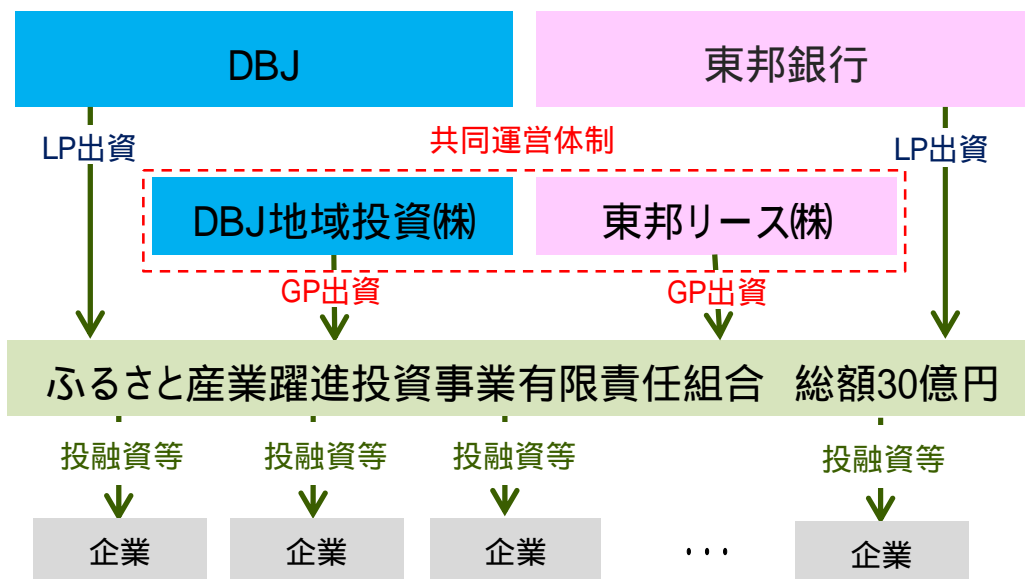 DBJ
東邦銀行
LP出資
共同運営体制
LP出資
DBJ地域投資㈱
東邦リース㈱
GP出資
GP出資
ふるさと産業躍進投資事業有限責任組合 総額30億円
投融資等
投融資等
投融資等
投融資等
企業
企業
企業
･･･
企業